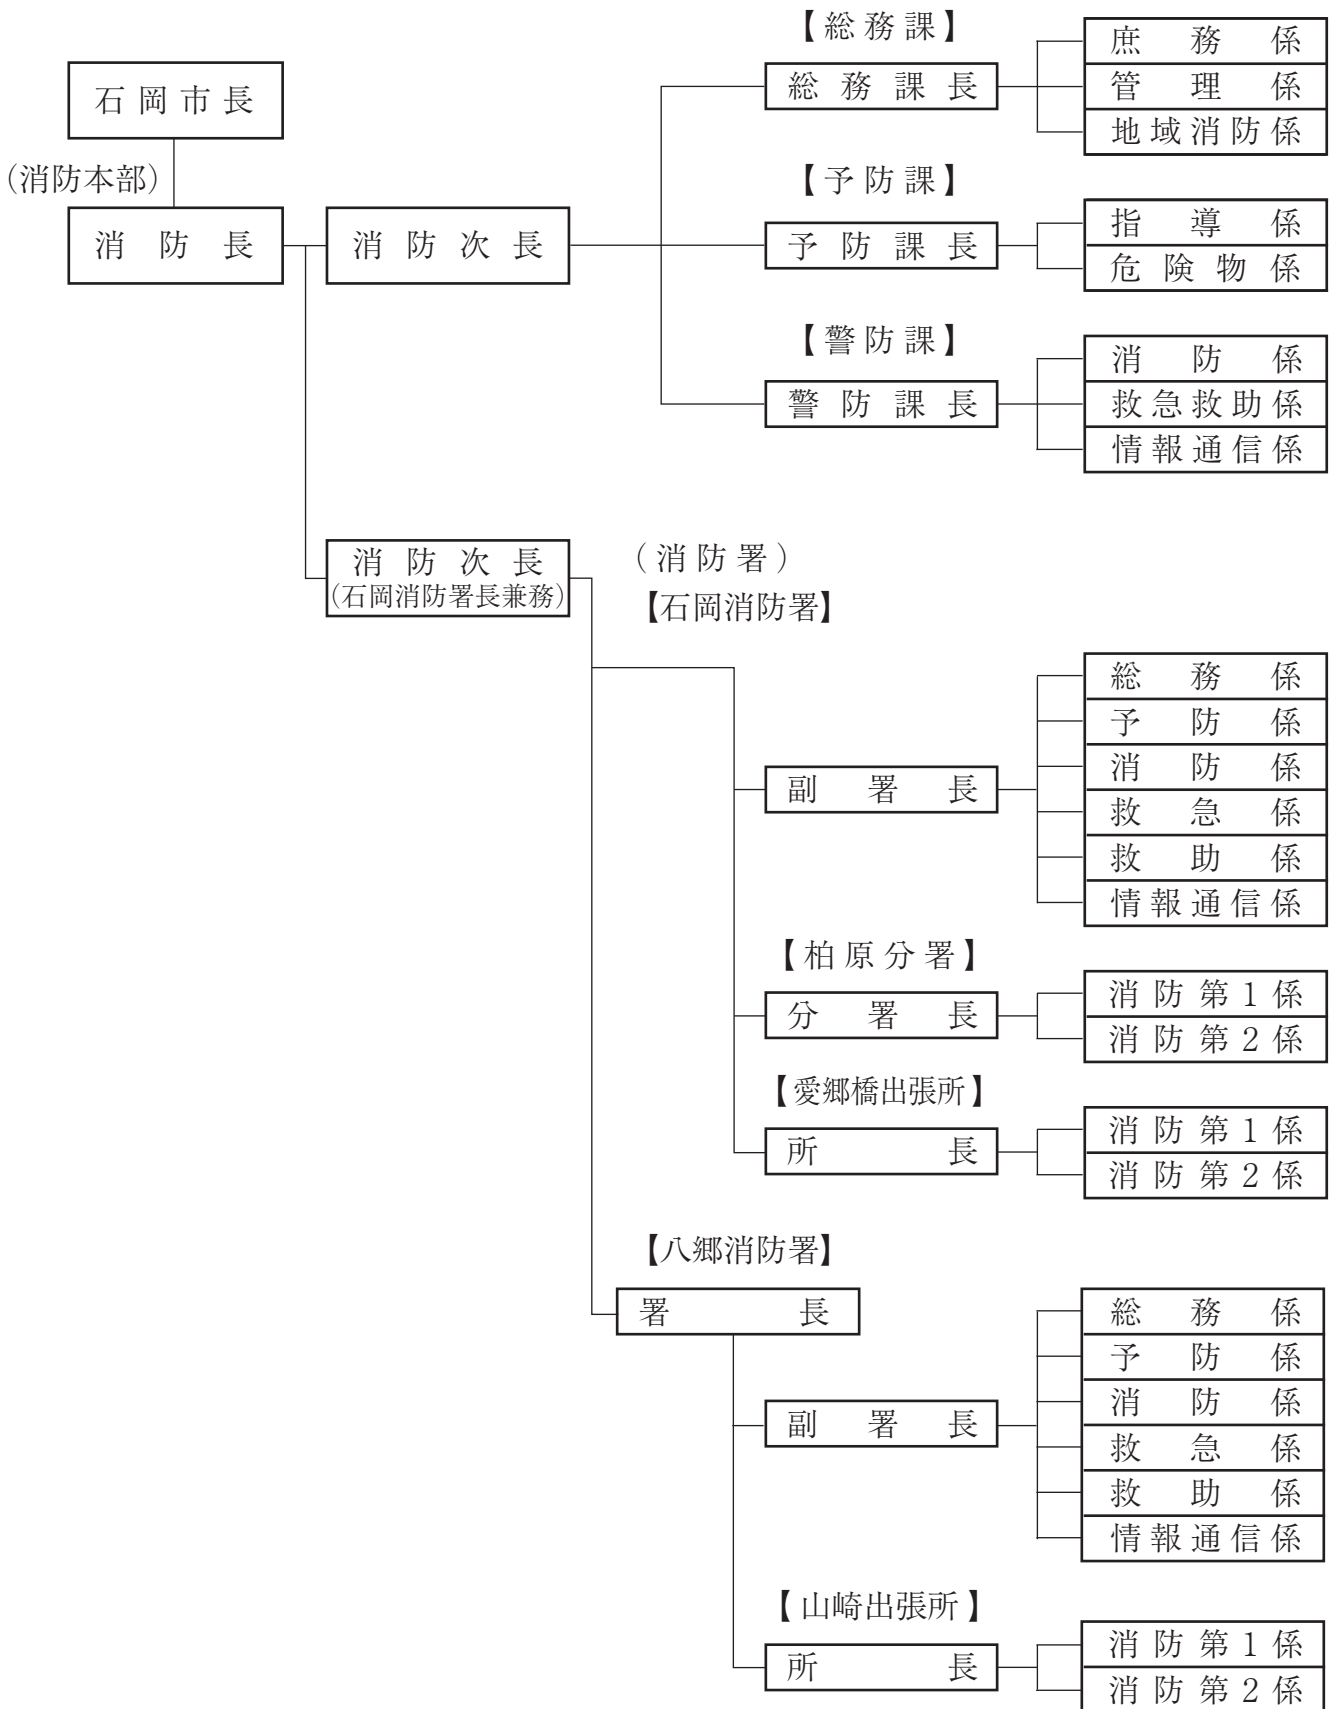 石岡市長
(消防本部)
消防長
消防次長
【総務課】
総務課長
庶務係
管理係
地域消防係
【予防課】
予防課長
指導係
危険物係
【警防課】
警防課長
消防係
救急救助係
情報通信係
消防次長
(石岡消防署長兼務)
(消防署)
【石岡消防署】
副署長
総務係
予防係
消防係
救急係
救助係
情報通信係
【柏原分署】
分署長
消防第1係
消防第2係
【愛郷橋出張所】
所長
消防第1係
消防第2係
【八郷消防署】
署長
副署長
総務係
予防係
消防係
救急係
救助係
情報通信係
【山崎出張所】
所長
消防第1係
消防第2係